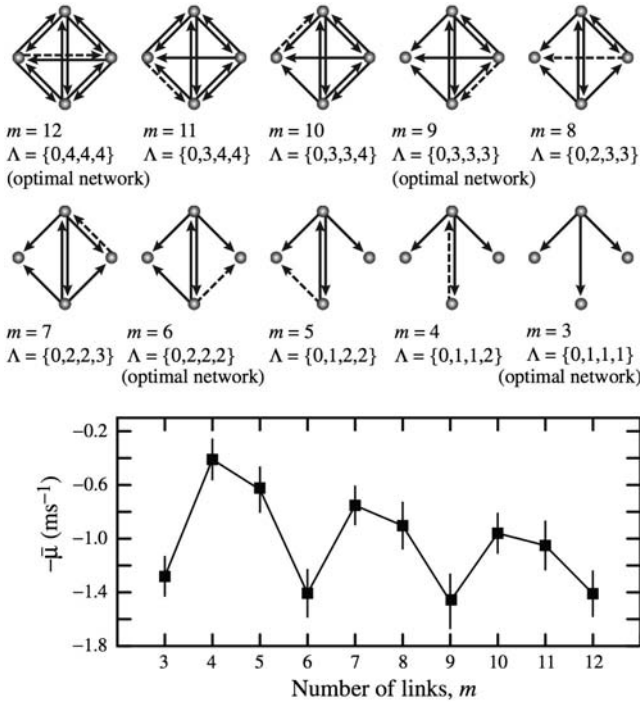 m = 12
Λ = {0,4,4,4}
(optimal network)
m = 11
Λ = {0,3,4,4}
m = 10
Λ = {0,3,3,4}
m = 9
Λ = {0,3,3,3}
(optimal network)
m = 8
Λ = {0,2,3,3}
m = 7
Λ = {0,2,2,3}
m = 6
Λ = {0,2,2,2}
(optimal network)
m = 5
Λ = {0,1,2,2}
m = 4
Λ = {0,1,1,2}
m = 3
Λ = {0,1,1,1}
(optimal network)
−0.2
−0.6
−1.0
−1.4
−1.8
−μ̄ (ms⁻¹)
3 4 5 6 7 8 9 10 11 12
Number of links, m